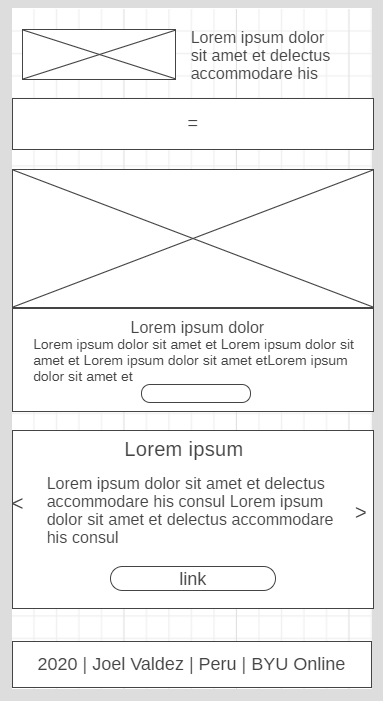 Lorem ipsum dolor
sit amet et delectus
accommodare his
=
Lorem ipsum dolor
Lorem ipsum dolor sit amet et Lorem ipsum dolor sit
amet et Lorem ipsum dolor sit amet etLorem ipsum
dolor sit amet et
Lorem ipsum
Lorem ipsum dolor sit amet et delectus
accommodare his consul Lorem ipsum
dolor sit amet et delectus accommodare
his consul
< >
link
2020 | Joel Valdez | Peru | BYU Online